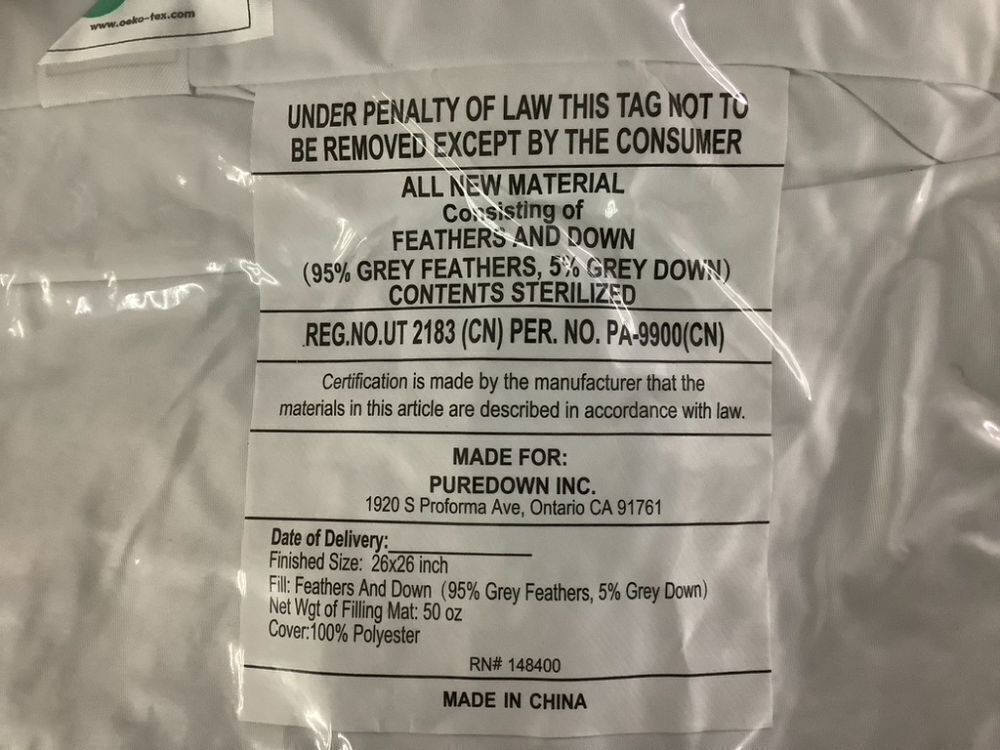 www.oeko-tex.com
UNDER PENALTY OF LAW THIS TAG NOT TO
BE REMOVED EXCEPT BY THE CONSUMER
ALL NEW MATERIAL
Consisting of
FEATHERS AND DOWN
(95% GREY FEATHERS, 5% GREY DOWN)
CONTENTS STERILIZED
REG.NO.UT 2183 (CN) PER. NO. PA-9900(CN)
Certification is made by the manufacturer that the
materials in this article are described in accordance with law.
MADE FOR:
PUREDOWN INC.
1920 S Proforma Ave, Ontario CA 91761
Date of Delivery:
Finished Size: 26x26 inch
Fill: Feathers And Down (95% Grey Feathers, 5% Grey Down)
Net Wgt of Filling Mat: 50 oz
Cover:100% Polyester
RN# 148400
MADE IN CHINA